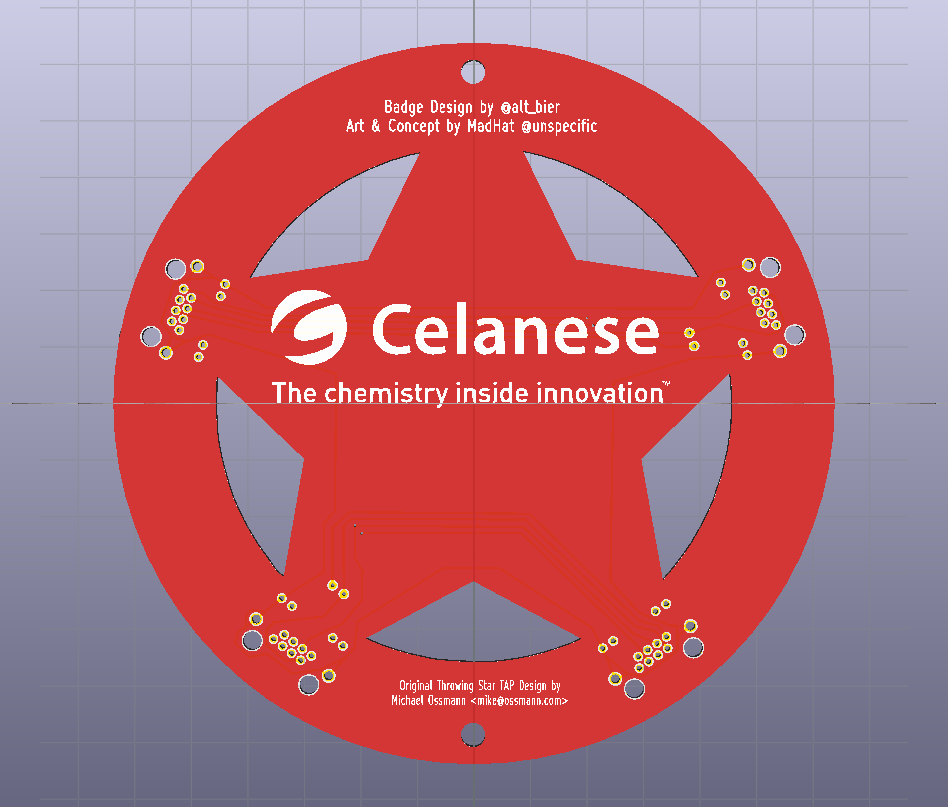 Badge Design by @alt_bier
Art & Concept by MadHat @unspecific
Celanese
The chemistry inside innovation™
Original Throwing Star TAP Design by
Michael Ossmann <mike@ossmann.com>